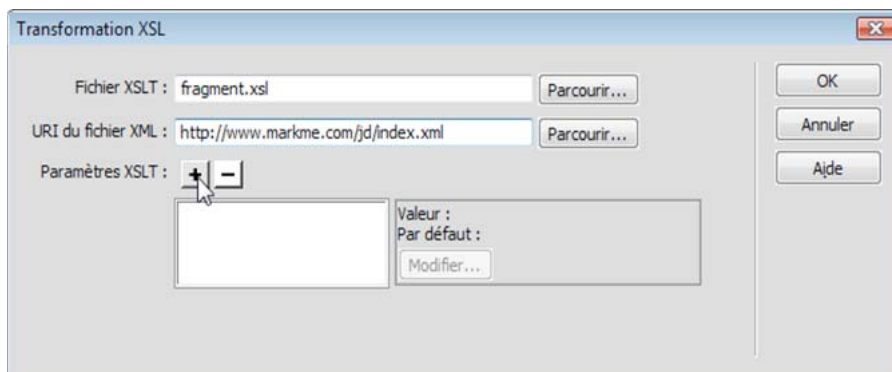 Transformation XSL
Fichier XSLT : fragment.xsl Parcourir... OK
URI du fichier XML : http://www.markme.com/jd/index.xml Parcourir... Annuler
Paramètres XSLT : + − Aide
Valeur :
Par défaut :
Modifier...